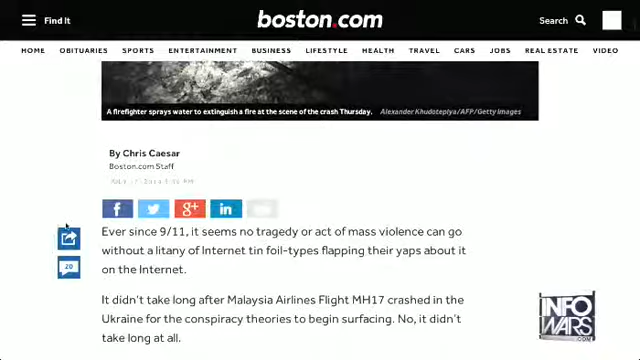 Find It
boston.com
Search
HOME OBITUARIES SPORTS ENTERTAINMENT BUSINESS LIFESTYLE HEALTH TRAVEL CARS JOBS REAL ESTATE VIDEO
A firefighter sprays water to extinguish a fire at the scene of the crash Thursday. Alexander Khudoteply/AFP/Getty Images
By Chris Caesar
Boston.com Staff
f g+ in
Ever since 9/11, it seems no tragedy or act of mass violence can go
without a litany of Internet tin foil-types flapping their yaps about it
on the Internet.
20
It didn't take long after Malaysia Airlines Flight MH17 crashed in the
Ukraine for the conspiracy theories to begin surfacing. No, it didn't
take long at all.
INFO
WARS
.COM